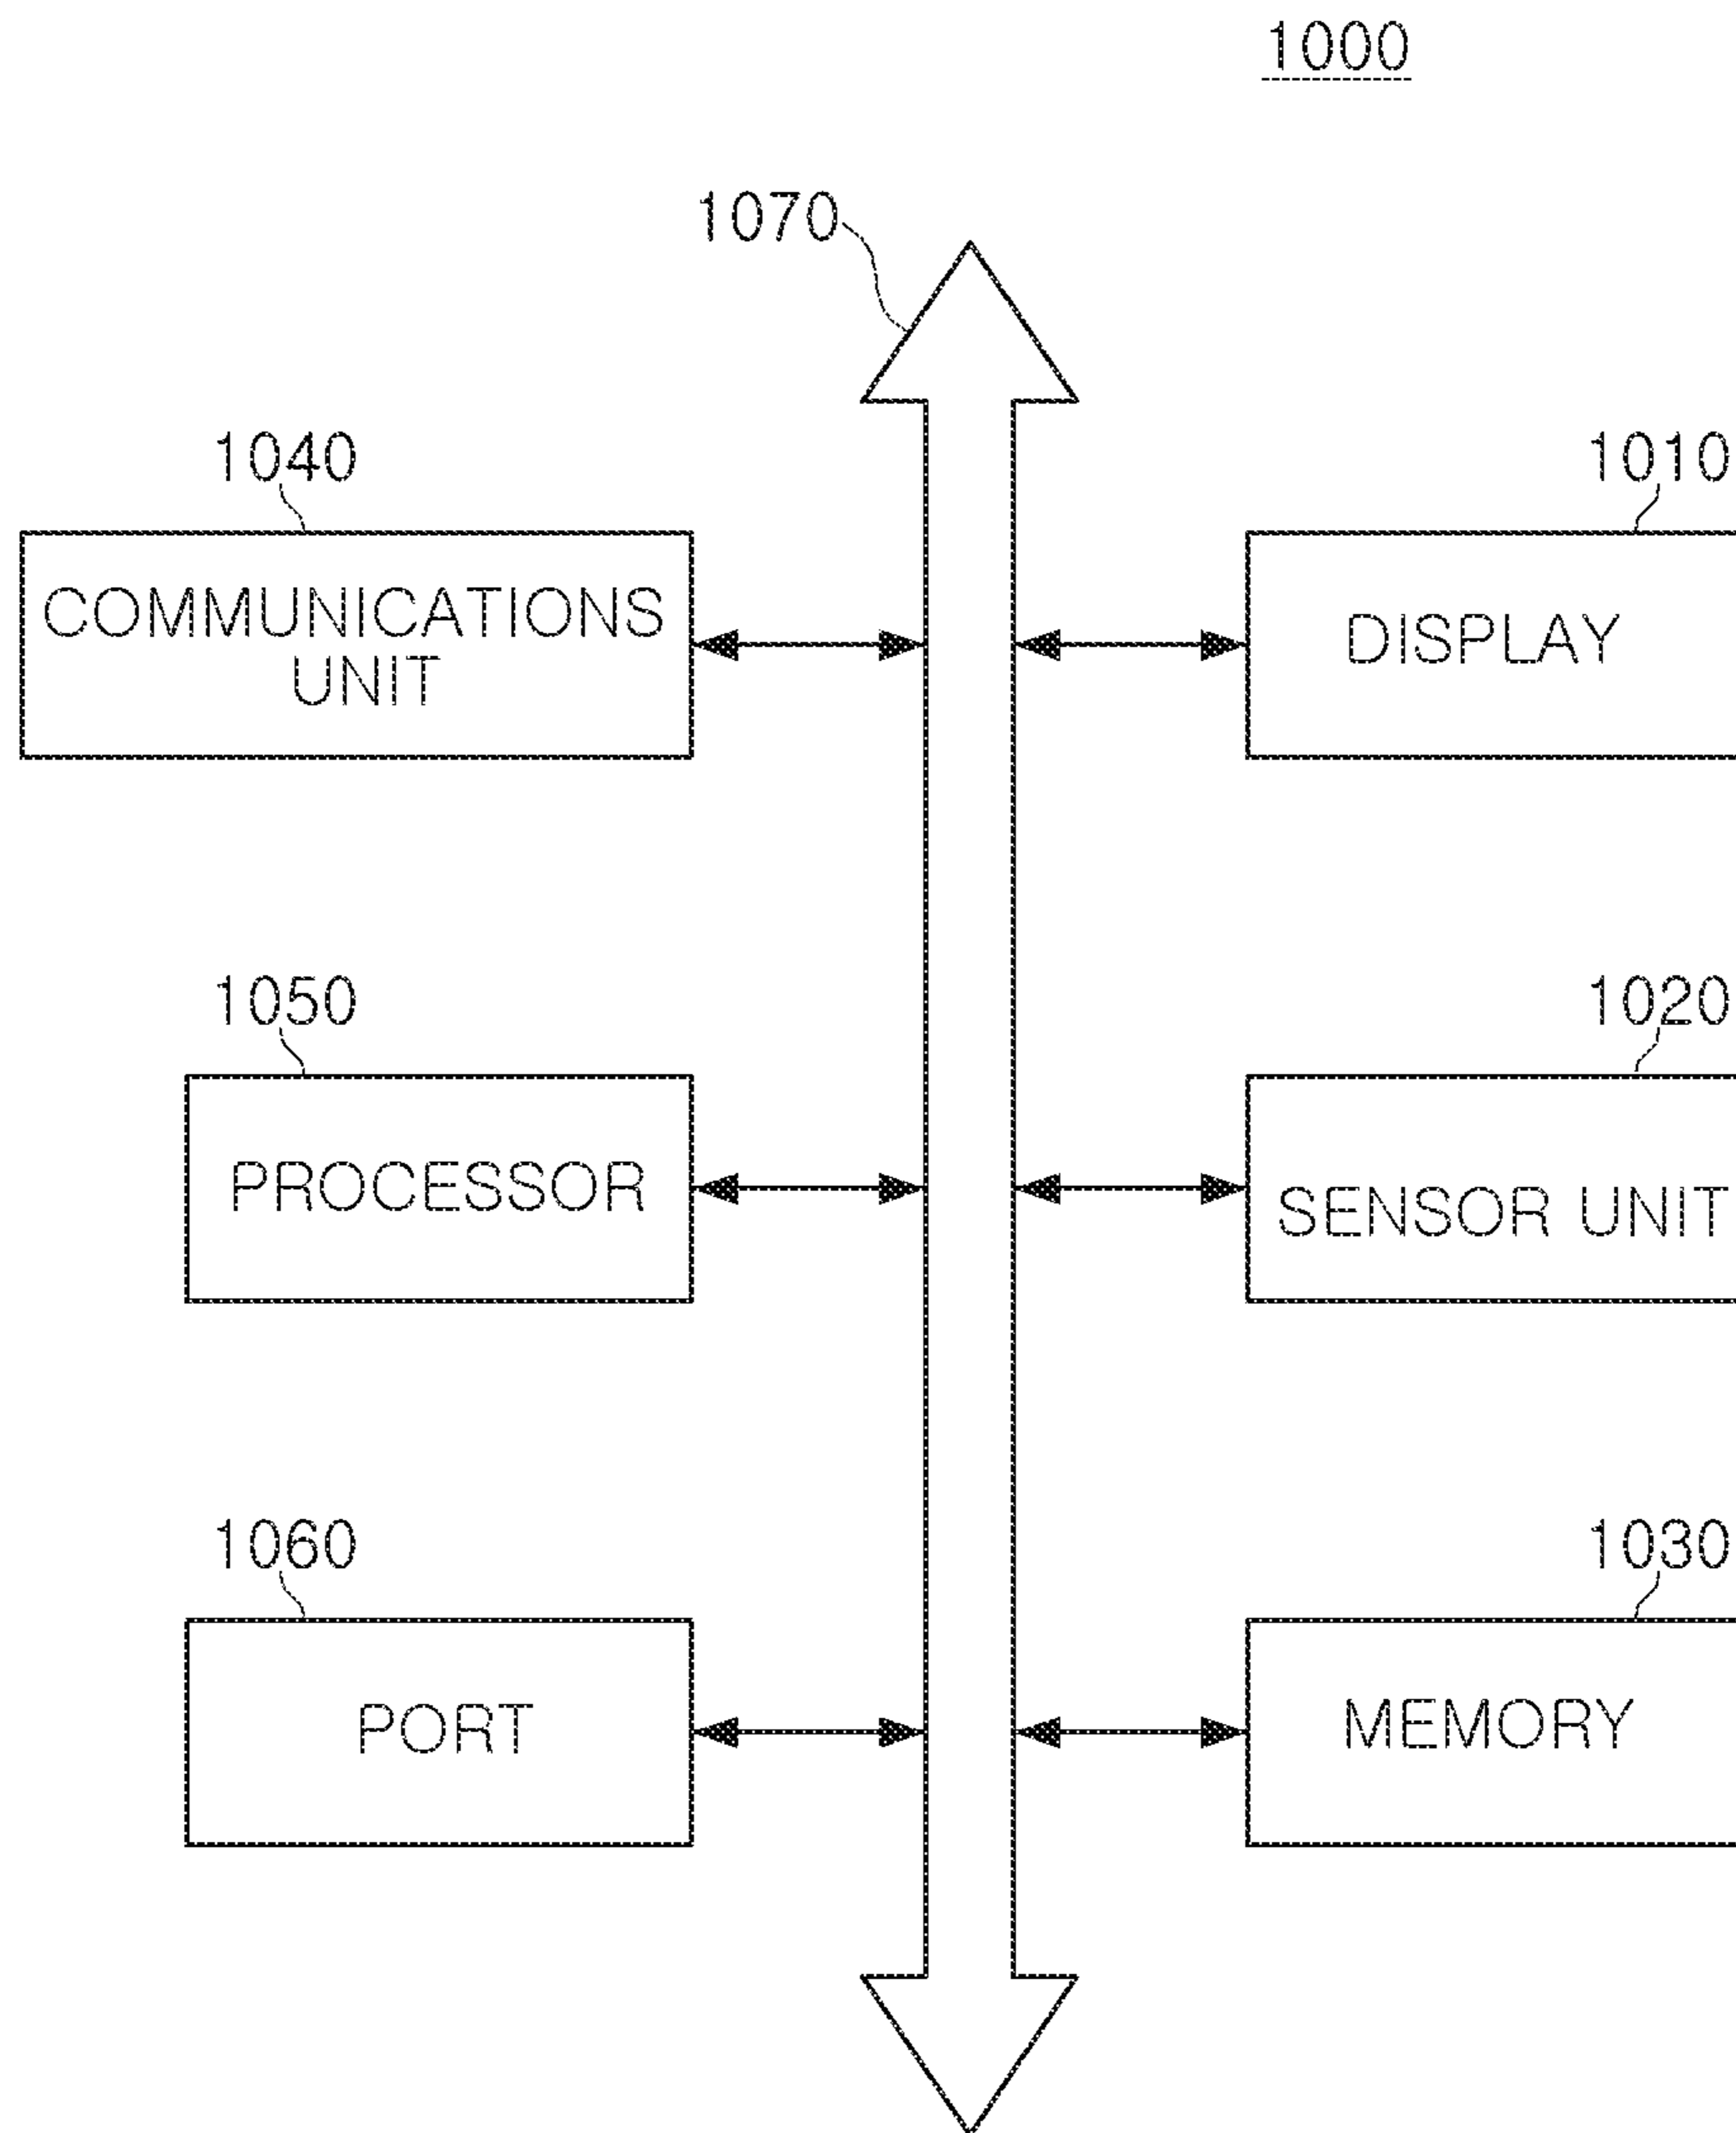 1000
1070
1040
1010
COMMUNICATIONS
UNIT
DISPLAY
1050
1020
PROCESSOR
SENSOR UNIT
1060
1030
PORT
MEMORY